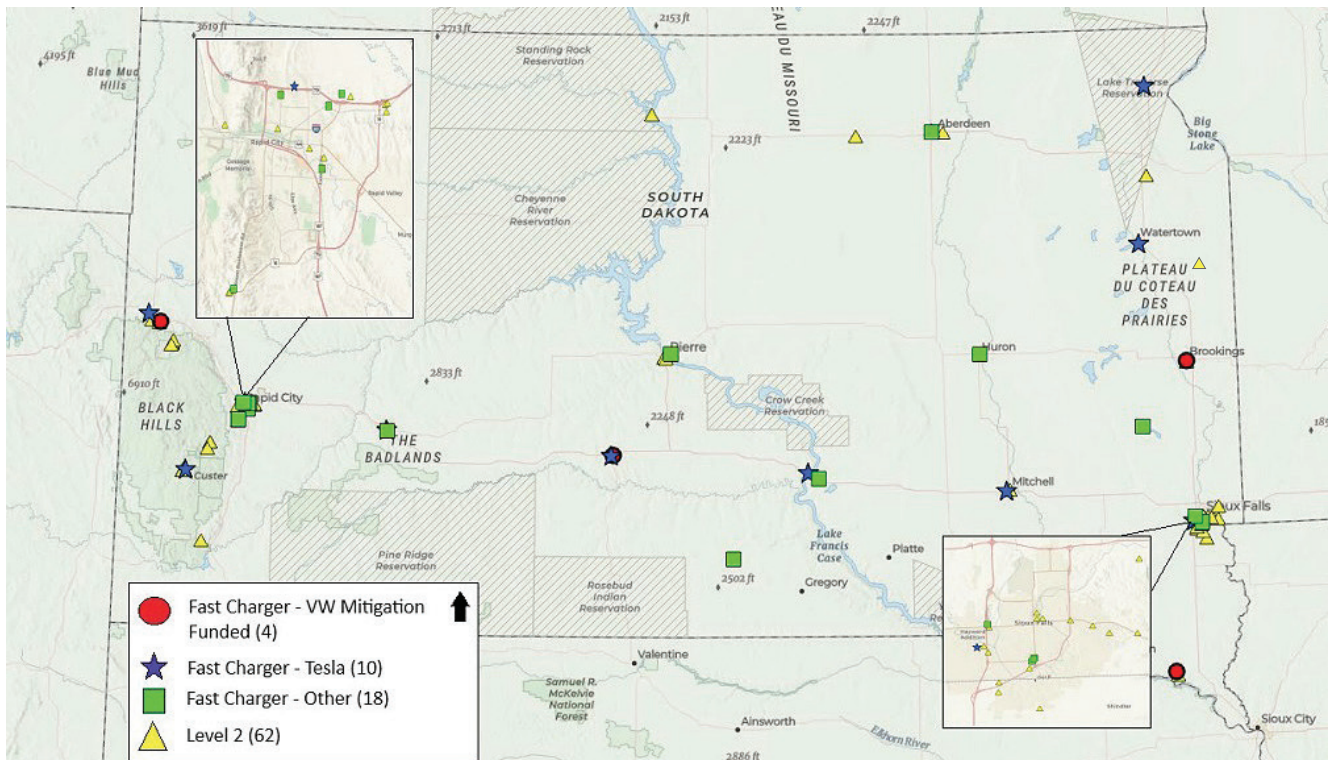 3619 ft
2713 ft
2153 ft
2247 ft
4195 ft
Blue Mud
Hills
Standing Rock
Reservation
EAU DU MISSOURI
Lake Traverse
Reservation
Big
Stone
Lake
Rapid City
Rapid Valley
2223 ft
Aberdeen
Cheyenne
River
Reservation
SOUTH
DAKOTA
Watertown
PLATEAU
DU COTEAU
DES
PRAIRIES
Pierre
Huron
Brookings
2833 ft
6910 ft
BLACK
HILLS
Rapid City
Crow Creek
Reservation
2248 ft
THE
BADLANDS
Custer
Mitchell
Sioux Falls
Lake
Francis
Case
Platte
Pine Ridge
Reservation
Rosebud
Indian
Reservation
2502 ft
Gregory
Sioux Falls
Shindler
Fast Charger - VW Mitigation
Funded (4)
Fast Charger - Tesla (10)
Fast Charger - Other (18)
Level 2 (62)
Valentine
Samuel R.
McKelvie
National
Forest
Ainsworth
Elkhorn River
2886 ft
Sioux City